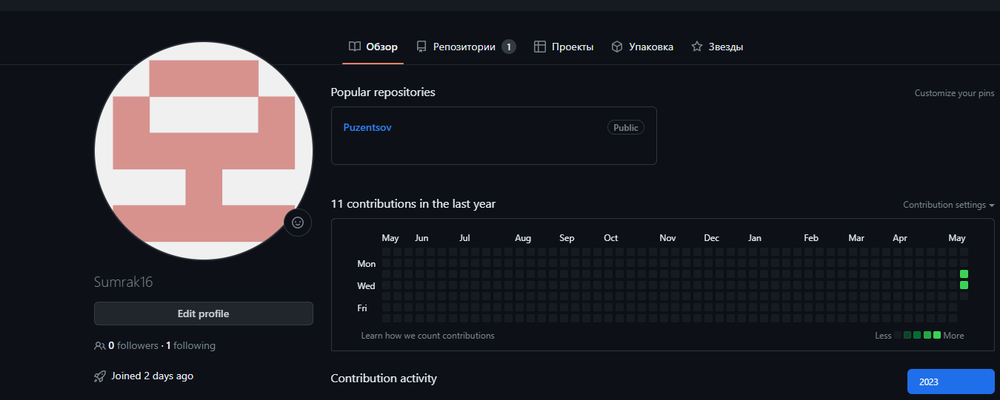 Обзор
Репозитории 1
Проекты
Упаковка
Звезды
Popular repositories
Customize your pins
Puzentsov
Public
11 contributions in the last year
Contribution settings
May Jun Jul Aug Sep Oct Nov Dec Jan Feb Mar Apr May
Mon
Wed
Fri
Learn how we count contributions
Less More
Sumrak16
Edit profile
0 followers · 1 following
Joined 2 days ago
Contribution activity
2023